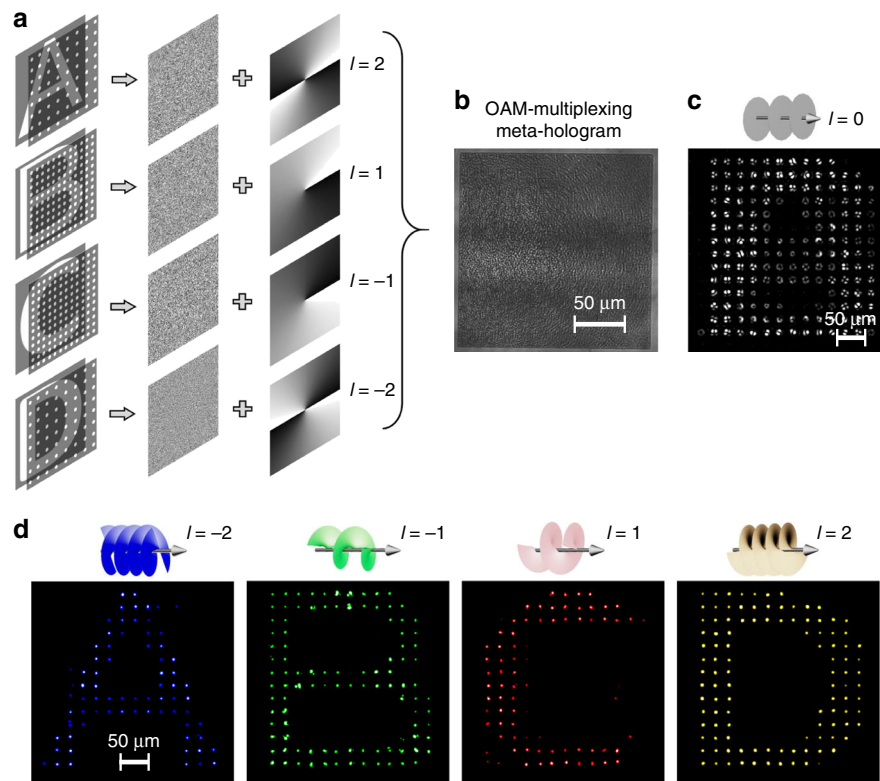 a
l = 2
l = 1
l = −1
l = −2
A
B
C
D
b
OAM-multiplexing
meta-hologram
50 μm
c
l = 0
50 μm
d
l = −2
l = −1
l = 1
l = 2
50 μm
A
B
C
D